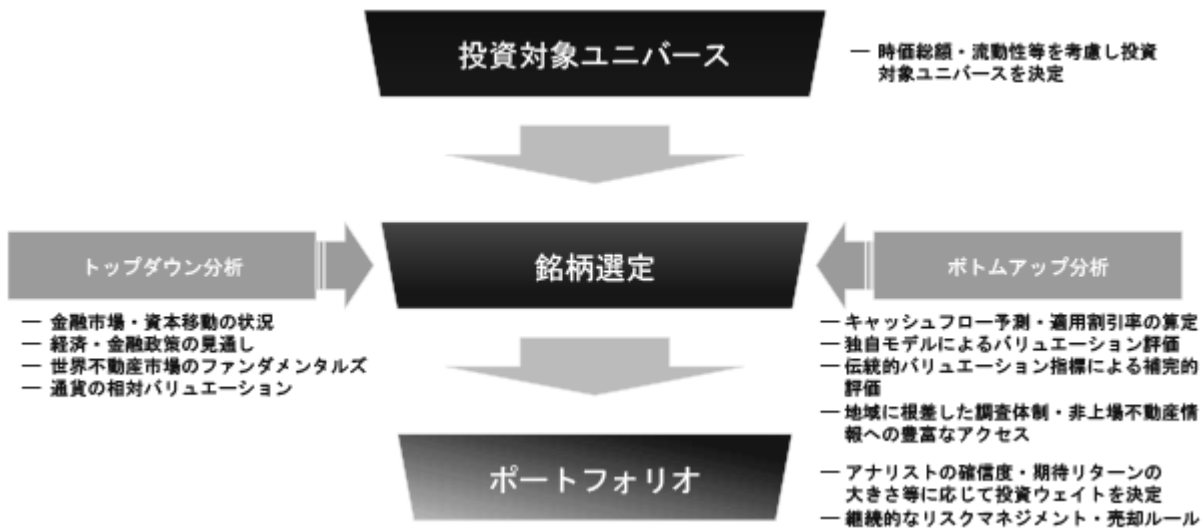 投資対象ユニバース
― 時価総額・流動性等を考慮し投資
対象ユニバースを決定
トップダウン分析
銘柄選定
ボトムアップ分析
― 金融市場・資本移動の状況
― 経済・金融政策の見通し
― 世界不動産市場のファンダメンタルズ
― 通貨の相対バリュエーション
― キャッシュフロー予測・適用割引率の算定
― 独自モデルによるバリュエーション評価
― 伝統的バリュエーション指標による補完的
評価
― 地域に根差した調査体制・非上場不動産情
報への豊富なアクセス
ポートフォリオ
― アナリストの確信度・期待リターンの
大きさ等に応じて投資ウェイトを決定
― 継続的なリスクマネジメント・売却ルール